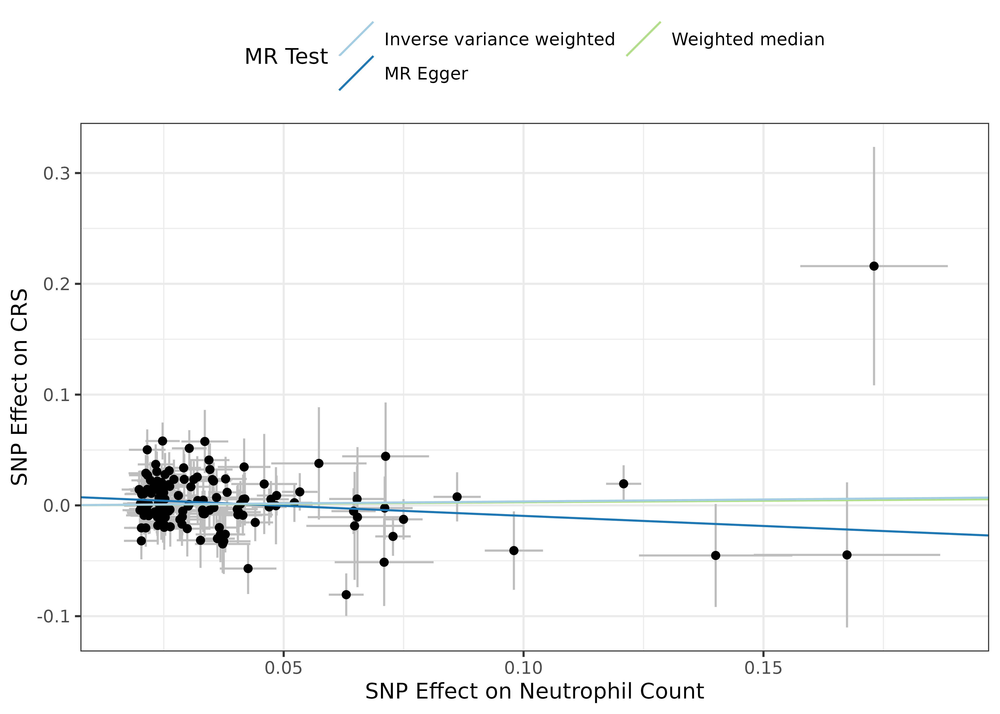 MR Test
Inverse variance weighted
Weighted median
MR Egger
SNP Effect on CRS
0.3
0.2
0.1
0.0
-0.1
0.05
0.10
0.15
SNP Effect on Neutrophil Count